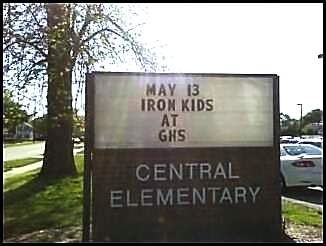 MAY 13
IRON KIDS
AT
GHS
CENTRAL
ELEMENTARY